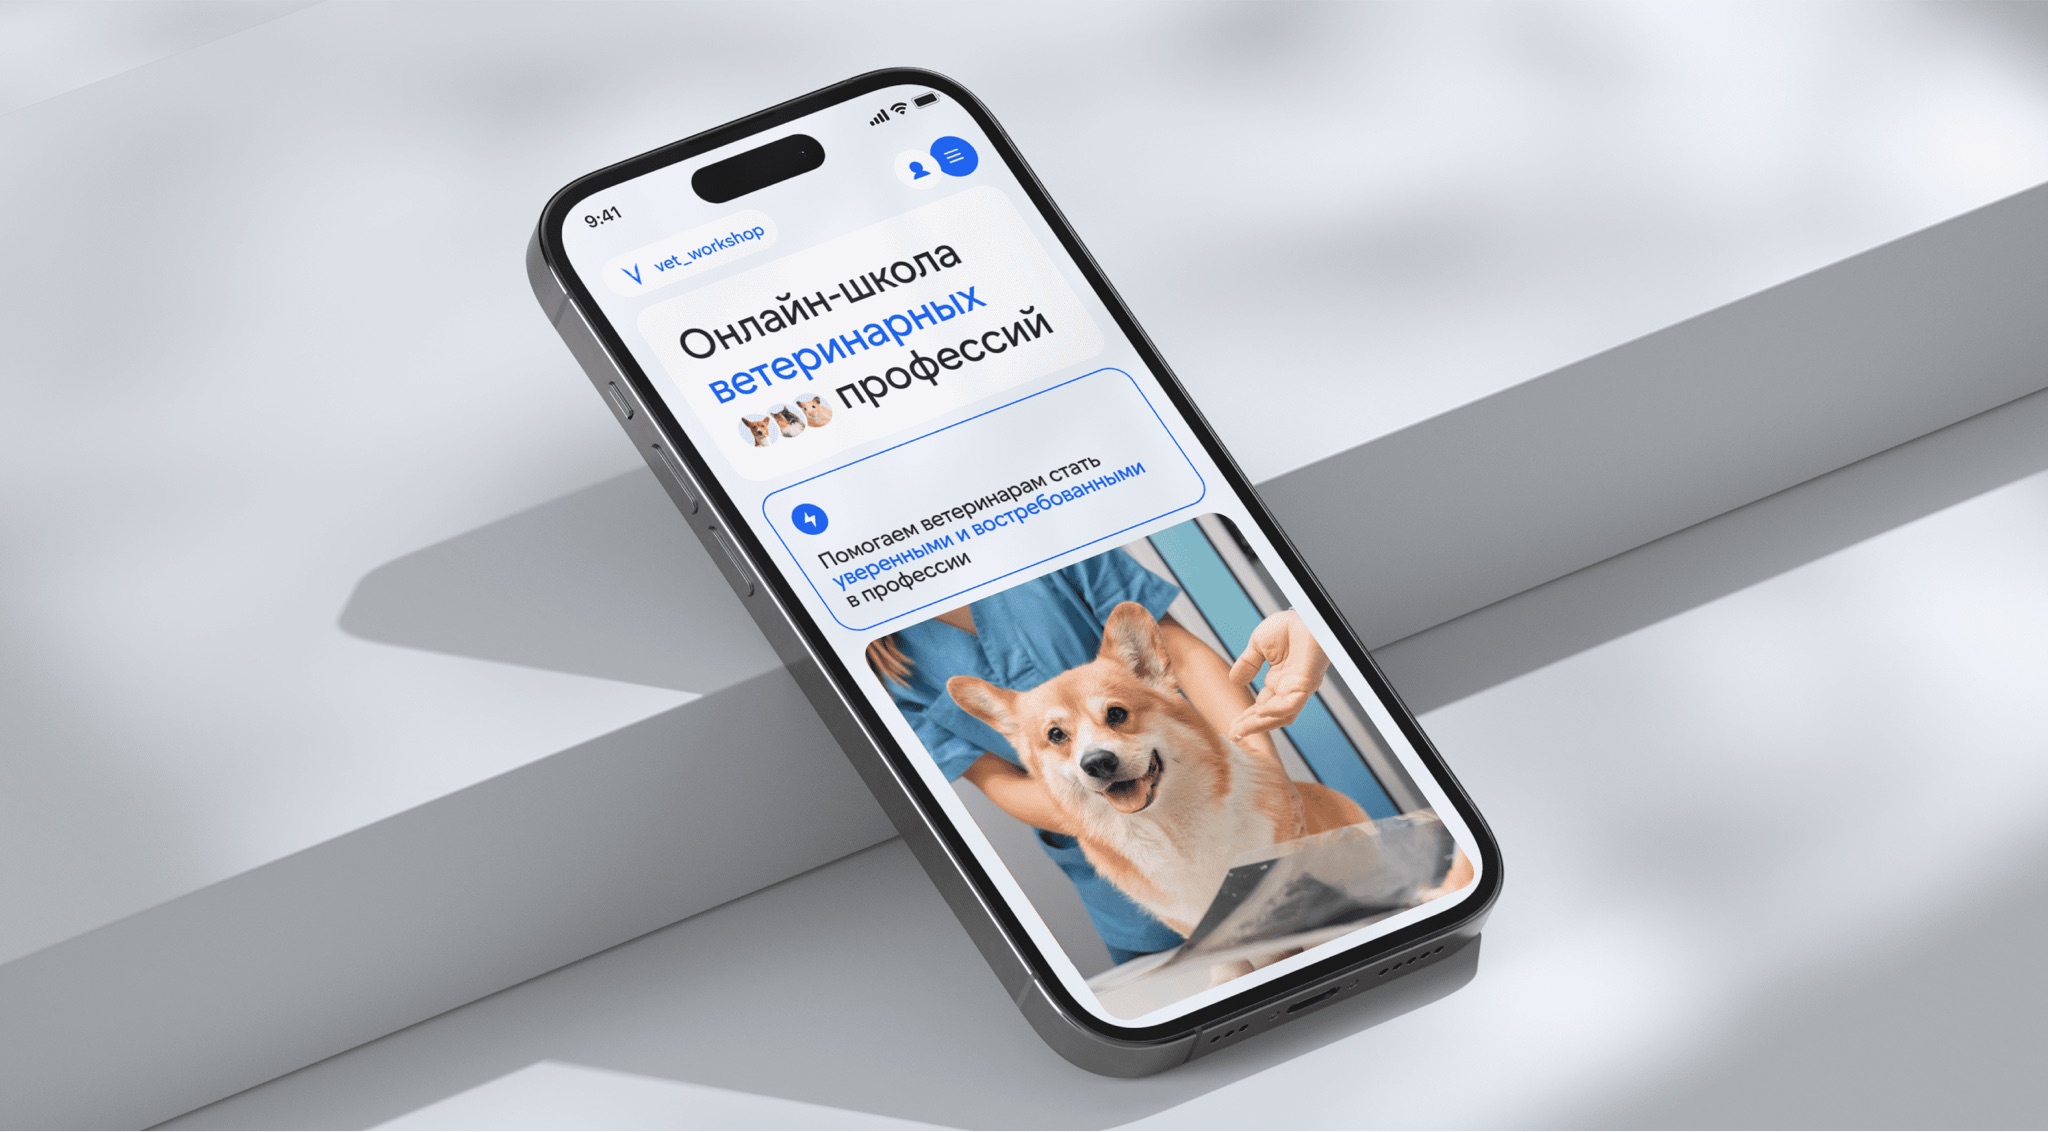 9:41
vet_workshop
Онлайн-школа
ветеринарных
профессий
Помогаем ветеринарам стать
уверенными и востребованными
в профессии